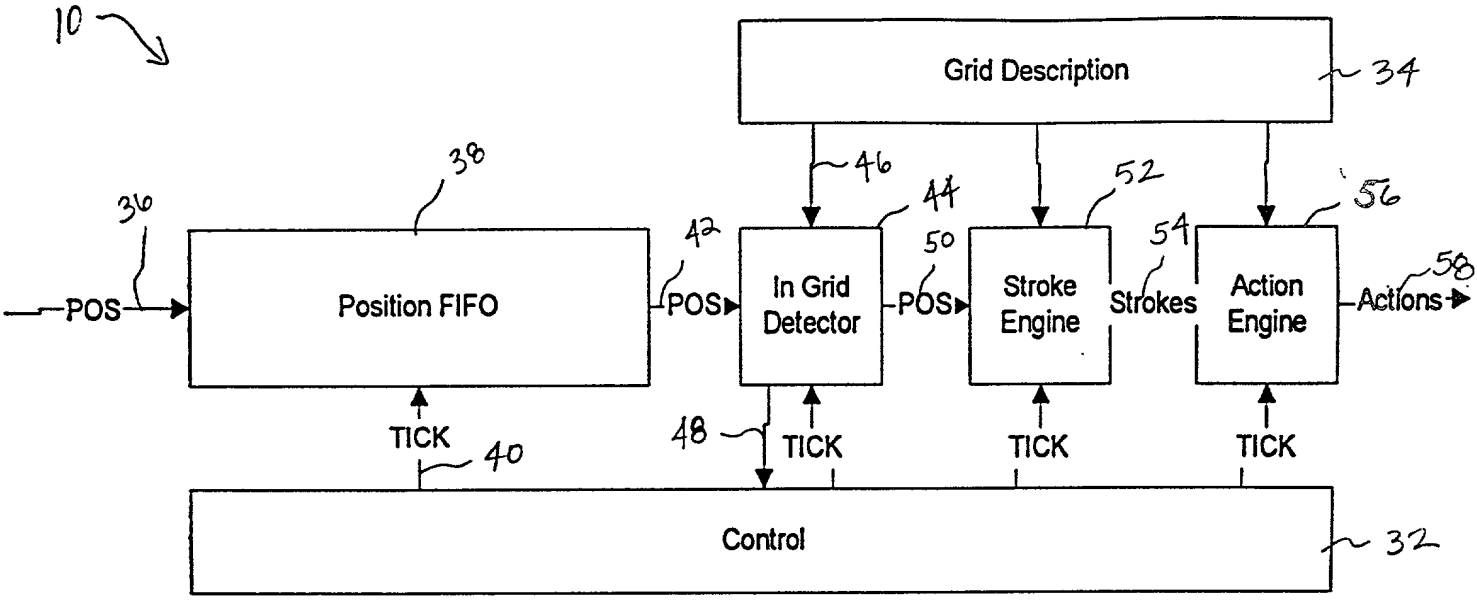 10
Grid Description
34
38
46
52
56
36
44
42
50
54
58
POS
Position FIFO
POS
In Grid
Detector
POS
Stroke
Engine
Strokes
Action
Engine
Actions
TICK
48
TICK
TICK
TICK
40
Control
32